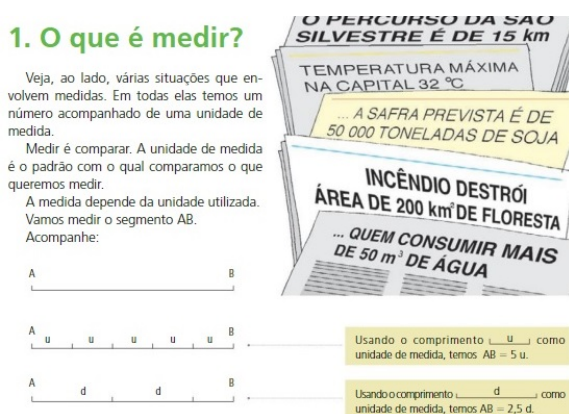 1. O que é medir?
Veja, ao lado, várias situações que en-
volvem medidas. Em todas elas temos um
número acompanhado de uma unidade de
medida.
Medir é comparar. A unidade de medida
é o padrão com o qual comparamos o que
queremos medir.
A medida depende da unidade utilizada.
Vamos medir o segmento AB.
Acompanhe:
O PERCURSO DA SÃO
SILVESTRE É DE 15 km
TEMPERATURA MÁXIMA
NA CAPITAL 32 °C
... A SAFRA PREVISTA É DE
50 000 TONELADAS DE SOJA
INCÊNDIO DESTRÓI
ÁREA DE 200 km² DE FLORESTA
... QUEM CONSUMIR MAIS
DE 50 m³ DE ÁGUA
A B
A B
u u u u u
Usando o comprimento u como
unidade de medida, temos AB = 5 u.
A B
d d
Usando o comprimento d como
unidade de medida, temos AB = 2,5 d.